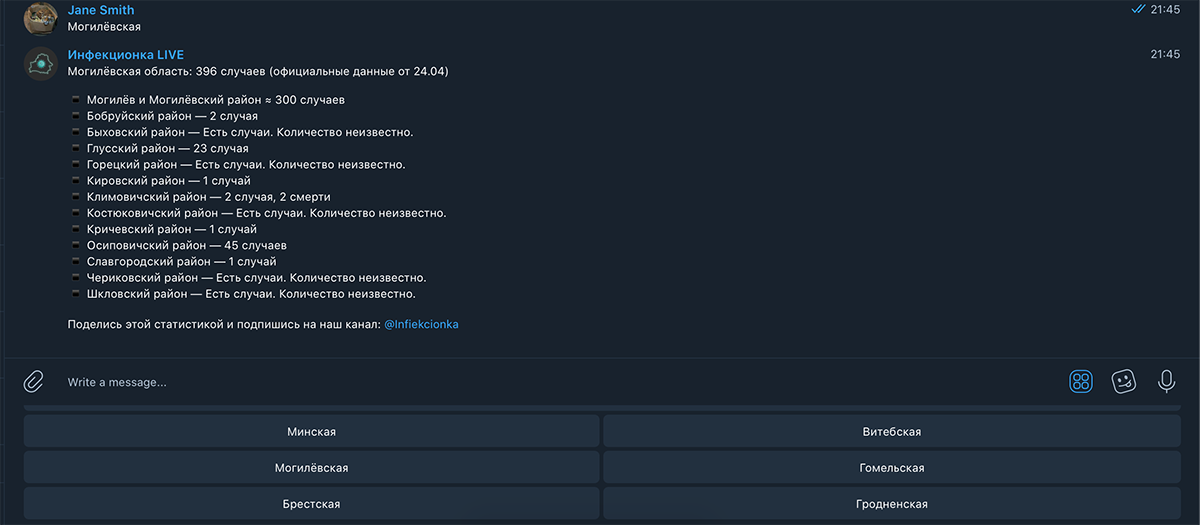 Jane Smith
21:45
Могилёвская
Инфекционка LIVE
21:45
Могилёвская область: 396 случаев (официальные данные от 24.04)
Могилёв и Могилёвский район ≈ 300 случаев
Бобруйский район — 2 случая
Быховский район — Есть случаи. Количество неизвестно.
Глусский район — 23 случая
Горецкий район — Есть случаи. Количество неизвестно.
Кировский район — 1 случай
Климовичский район — 2 случая, 2 смерти
Костюковичский район — Есть случаи. Количество неизвестно.
Кричевский район — 1 случай
Осиповичский район — 45 случаев
Славгородский район — 1 случай
Чериковский район — Есть случаи. Количество неизвестно.
Шкловский район — Есть случаи. Количество неизвестно.
Поделись этой статистикой и подпишись на наш канал: @Infiekcionka
Write a message...
Минская
Витебская
Могилёвская
Гомельская
Брестская
Гродненская